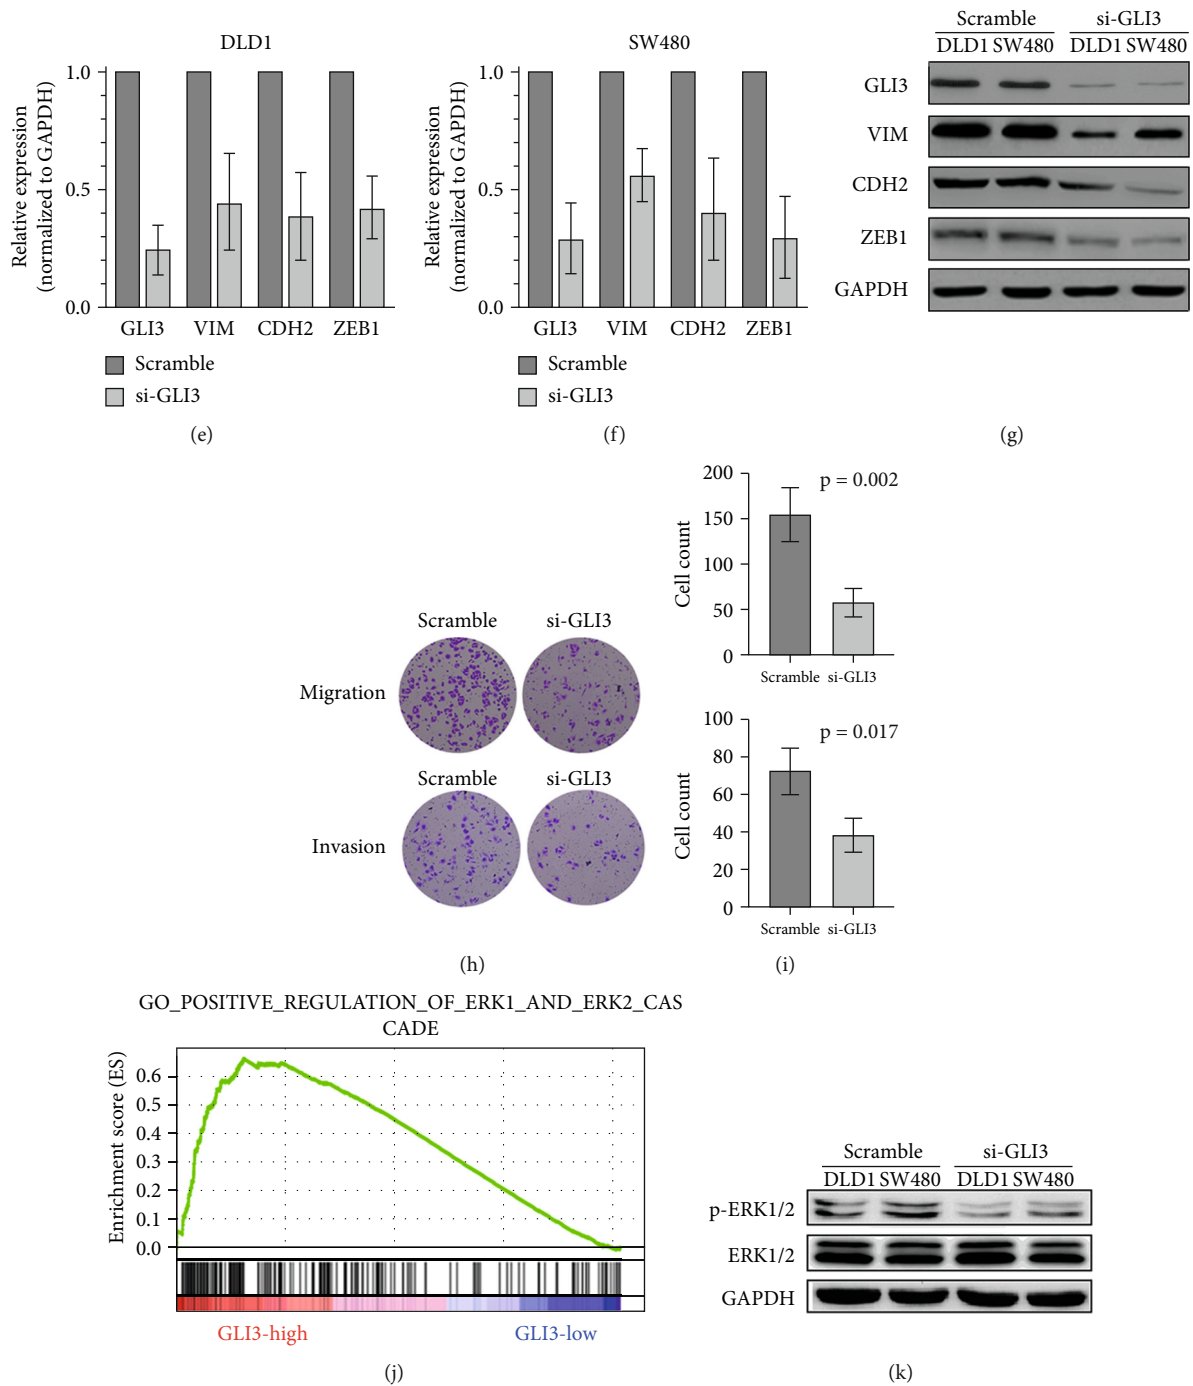 DLD1
Relative expression
(normalized to GAPDH)
1.0
0.5
0.0
GLI3 VIM CDH2 ZEB1
Scramble
si-GLI3
(e)
SW480
Relative expression
(normalized to GAPDH)
1.0
0.5
0.0
GLI3 VIM CDH2 ZEB1
Scramble
si-GLI3
(f)
Scramble si-GLI3
DLD1 SW480 DLD1 SW480
GLI3
VIM
CDH2
ZEB1
GAPDH
(g)
Scramble si-GLI3
Migration
Scramble si-GLI3
Invasion
(h)
Cell count
200
150
100
50
0
p = 0.002
Scramble si-GLI3
Cell count
100
80
60
40
20
0
p = 0.017
Scramble si-GLI3
(i)
GO_POSITIVE_REGULATION_OF_ERK1_AND_ERK2_CAS
CADE
Enrichment score (ES)
0.6
0.5
0.4
0.3
0.2
0.1
0.0
GLI3-high GLI3-low
(j)
Scramble si-GLI3
DLD1 SW480 DLD1 SW480
p-ERK1/2
ERK1/2
GAPDH
(k)